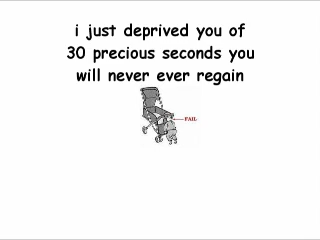 i just deprived you of
30 precious seconds you
will never ever regain
FAIL